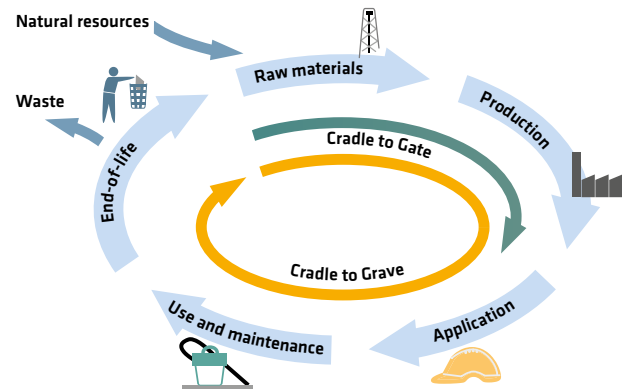 Natural resources
Raw materials
Production
Waste
Cradle to Gate
End-of-life
Cradle to Grave
Application
Use and maintenance